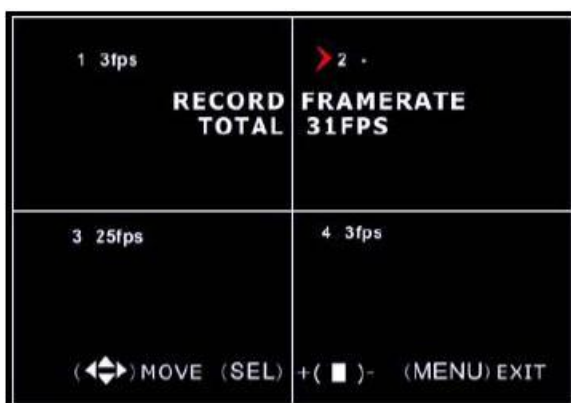 1 3fps
2 -
RECORD FRAMERATE
TOTAL 31FPS
3 25fps
4 3fps
(◀◆▶) MOVE (SEL) +( ■ )- (MENU) EXIT